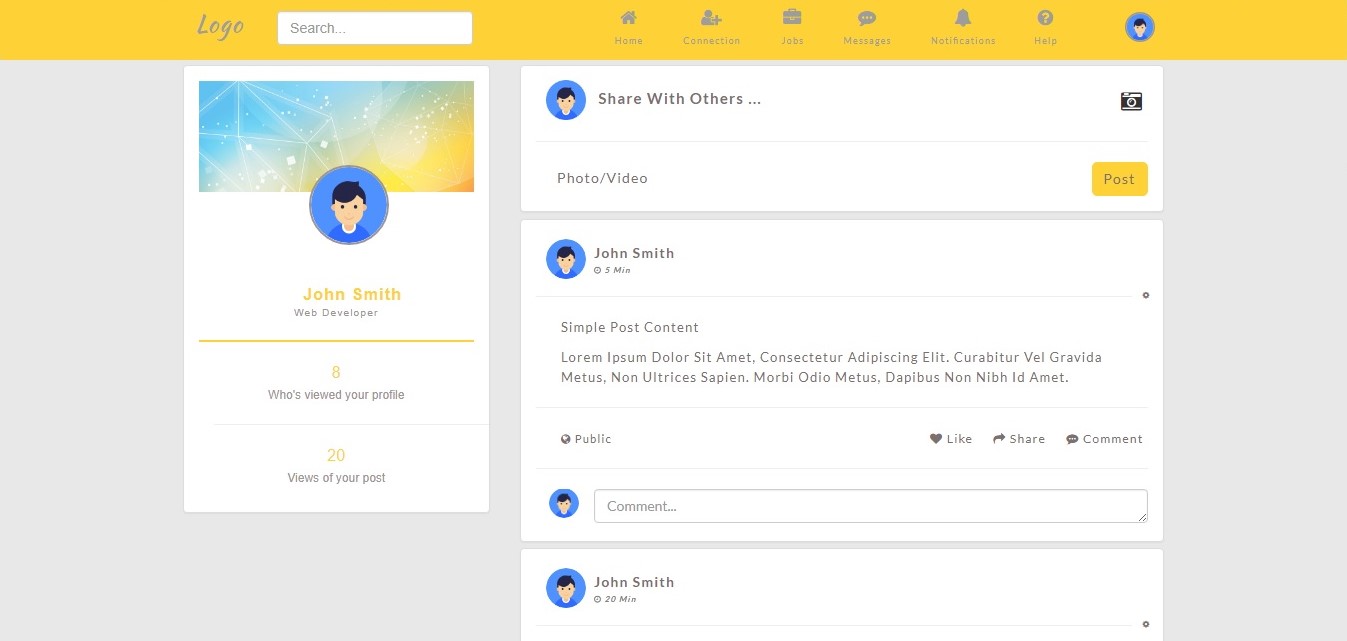 Logo
Search...
Home
Connection
Jobs
Messages
Notifications
Help
John Smith
Web Developer
8
Who's viewed your profile
20
Views of your post
Share With Others ...
Photo/Video
Post
John Smith
5 Min
Simple Post Content
Lorem Ipsum Dolor Sit Amet, Consectetur Adipiscing Elit. Curabitur Vel Gravida
Metus, Non Ultrices Sapien. Morbi Odio Metus, Dapibus Non Nibh Id Amet.
Public
Like
Share
Comment
Comment...
John Smith
20 Min